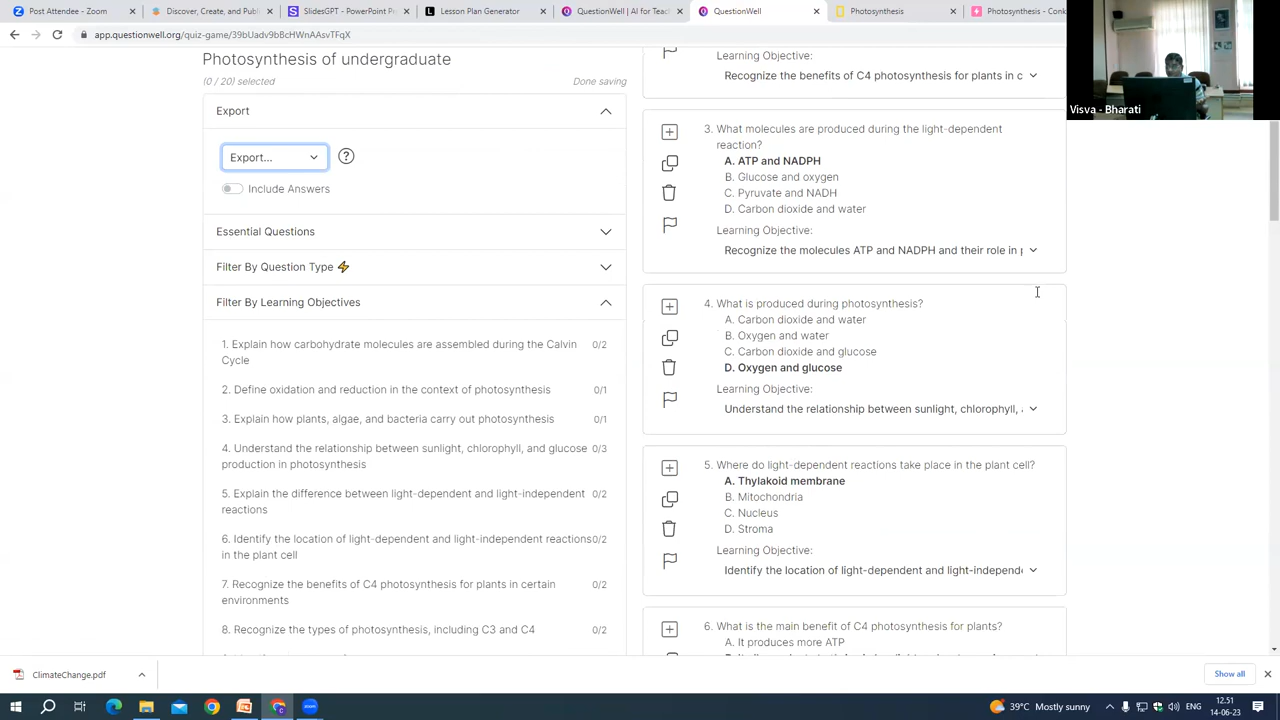 Post Attendee - Zoom
Discover, Create, and Publ
SlidesGPT | AI Powered Pre
Lesson Plan Generator
QuestionWell | AI for Teach
QuestionWell
Photosynthesis
Photosynthesis -
app.questionwell.org/quiz-game/39bUadv9bBcHWnAAsvTFqX
Visva - Bharati
Photosynthesis of undergraduate
(0 / 20) selected
Done saving
Export
Export...
Include Answers
Essential Questions
Filter By Question Type ⚡
Filter By Learning Objectives
1. Explain how carbohydrate molecules are assembled during the Calvin 0/2
Cycle
2. Define oxidation and reduction in the context of photosynthesis 0/1
3. Explain how plants, algae, and bacteria carry out photosynthesis 0/1
4. Understand the relationship between sunlight, chlorophyll, and glucose 0/3
production in photosynthesis
5. Explain the difference between light-dependent and light-independent 0/2
reactions
6. Identify the location of light-dependent and light-independent reactions 0/2
in the plant cell
7. Recognize the benefits of C4 photosynthesis for plants in certain 0/2
environments
8. Recognize the types of photosynthesis, including C3 and C4 0/2
Learning Objective:
Recognize the benefits of C4 photosynthesis for plants in c
3. What molecules are produced during the light-dependent
reaction?
A. ATP and NADPH
B. Glucose and oxygen
C. Pyruvate and NADH
D. Carbon dioxide and water
Learning Objective:
Recognize the molecules ATP and NADPH and their role in p
4. What is produced during photosynthesis?
A. Carbon dioxide and water
B. Oxygen and water
C. Carbon dioxide and glucose
D. Oxygen and glucose
Learning Objective:
Understand the relationship between sunlight, chlorophyll,
5. Where do light-dependent reactions take place in the plant cell?
A. Thylakoid membrane
B. Mitochondria
C. Nucleus
D. Stroma
Learning Objective:
Identify the location of light-dependent and light-independe
6. What is the main benefit of C4 photosynthesis for plants?
A. It produces more ATP
ClimateChange.pdf
Show all
39°C Mostly sunny
ENG
12.51
14-06-23